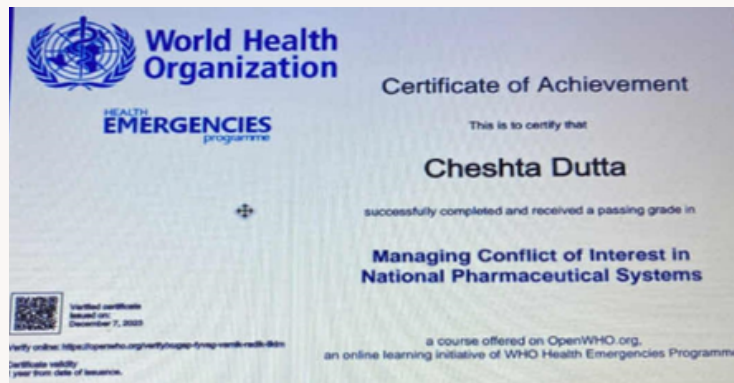 World Health
Organization
HEALTH
EMERGENCIES
programme
Certificate of Achievement
This is to certify that
Cheshta Dutta
successfully completed and received a passing grade in
Managing Conflict of Interest in
National Pharmaceutical Systems
Verified certificate
Issued on:
December 7, 2023
Verify online:
Certificate validity
year from date of issuance.
a course offered on OpenWHO.org,
an online learning initiative of WHO Health Emergencies Programme